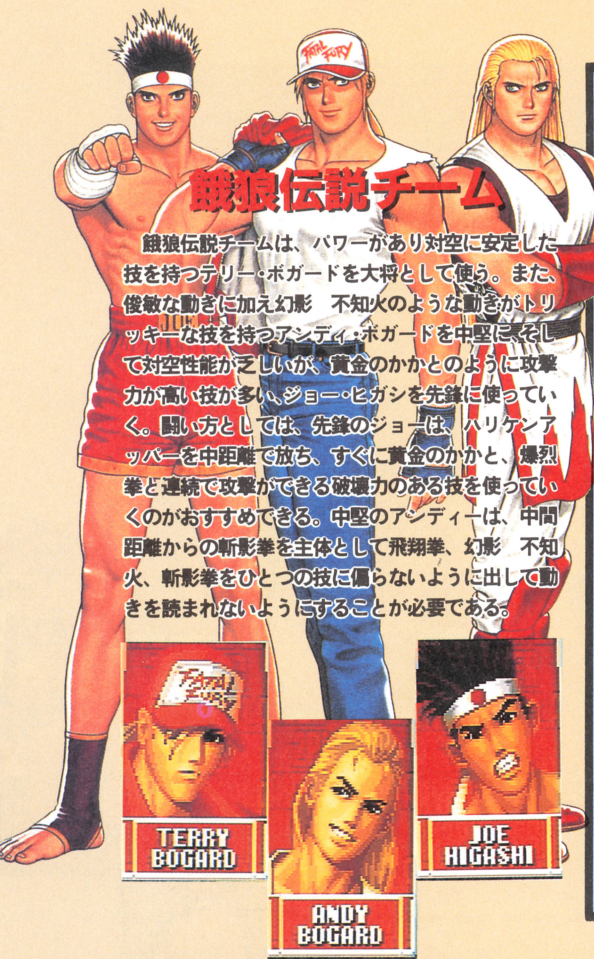 FATAL
FURY
餓狼伝説チーム
餓狼伝説チームは、パワーがあり対空に安定した
技を持つテリー・ボガードを大将として使う。また、
俊敏な動きに加え幻影 不知火のような動きがトリ
ッキーな技を持つアンディ・ボガードを中堅に、そし
て対空性能が乏しいが、黄金のかかとのように攻撃
力が高い技が多い、ジョー・ヒガシを先鋒に使ってい
く。闘い方としては、先鋒のジョーは、ハリケンア
ッパーを中距離で放ち、すぐに黄金のかかと、爆烈
拳と連続で攻撃ができる破壊力のある技を使ってい
くのがおすすめできる。中堅のアンディーは、中間
距離からの斬影拳を主体として飛翔拳、幻影 不知
火、斬影拳をひとつの技に偏らないように出して動
きを読まれないようにすることが必要である。
JOE
FATAL
FURY
TERRY
BOGARD
ANDY
BOGARD
JOE
HIGASHI